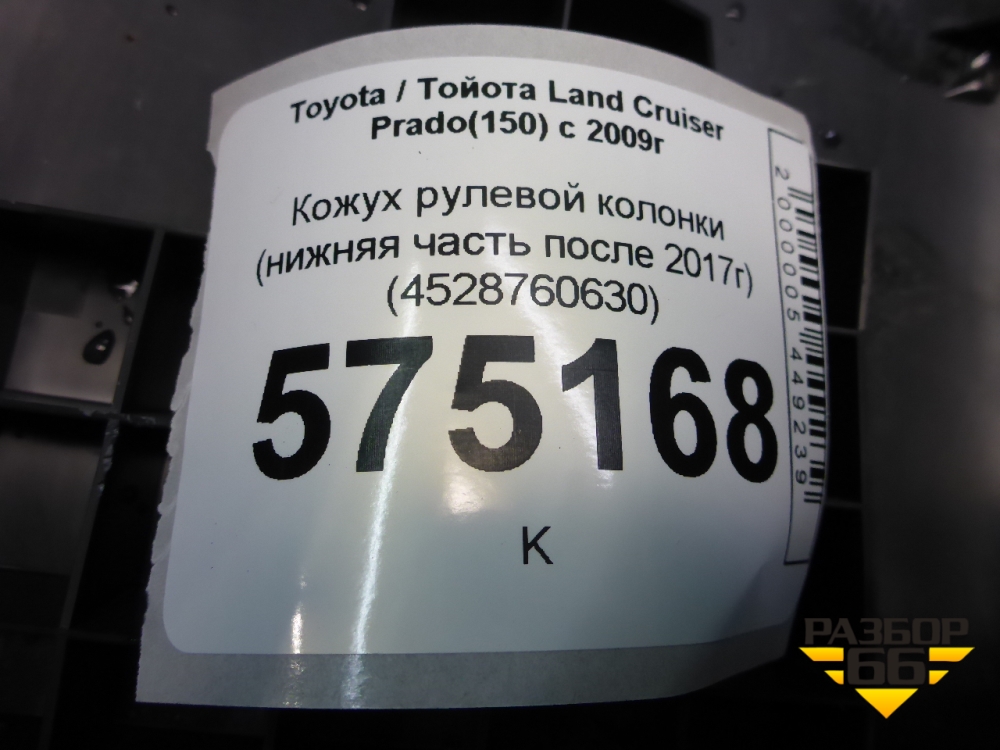 Toyota / Тойота Land Cruiser
Prado(150) с 2009г
Кожух рулевой колонки
(нижняя часть после 2017г)
(4528760630)
575168
К
2000005449239
РАЗБОР
66